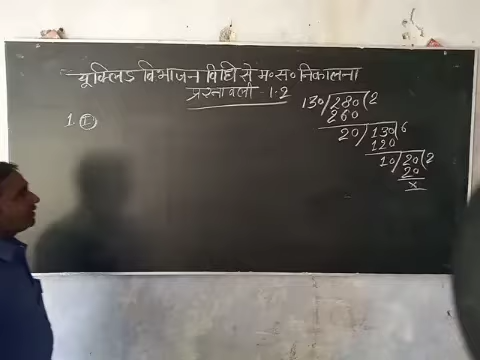 यूक्लिड विभाजन विधि से म०स० निकालना
प्रश्नावली - 1.2
1. (I)
130/280(2
260
20/130(6
120
10/20(2
20
x